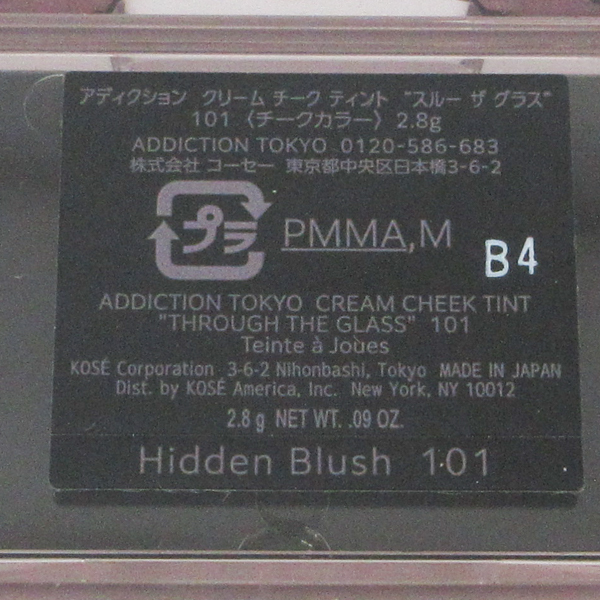 アディクション クリーム チーク ティント "スルー ザ グラス"
101 〈チークカラー〉 2.8g
ADDICTION TOKYO 0120-586-683
株式会社 コーセー 東京都中央区日本橋3-6-2
プラ PMMA,M
B4
ADDICTION TOKYO CREAM CHEEK TINT
"THROUGH THE GLASS" 101
Teinte à Joues
KOSÉ Corporation 3-6-2 Nihonbashi, Tokyo MADE IN JAPAN
Dist. by KOSÉ America, Inc. New York, NY 10012
2.8 g NET WT. .09 OZ.
Hidden Blush 101